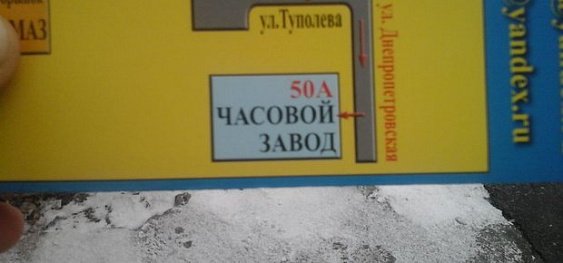 МАЗ
ул.Туполева
ул. Днепропетровская
50А
ЧАСОВОЙ
ЗАВОД
@yandex.ru